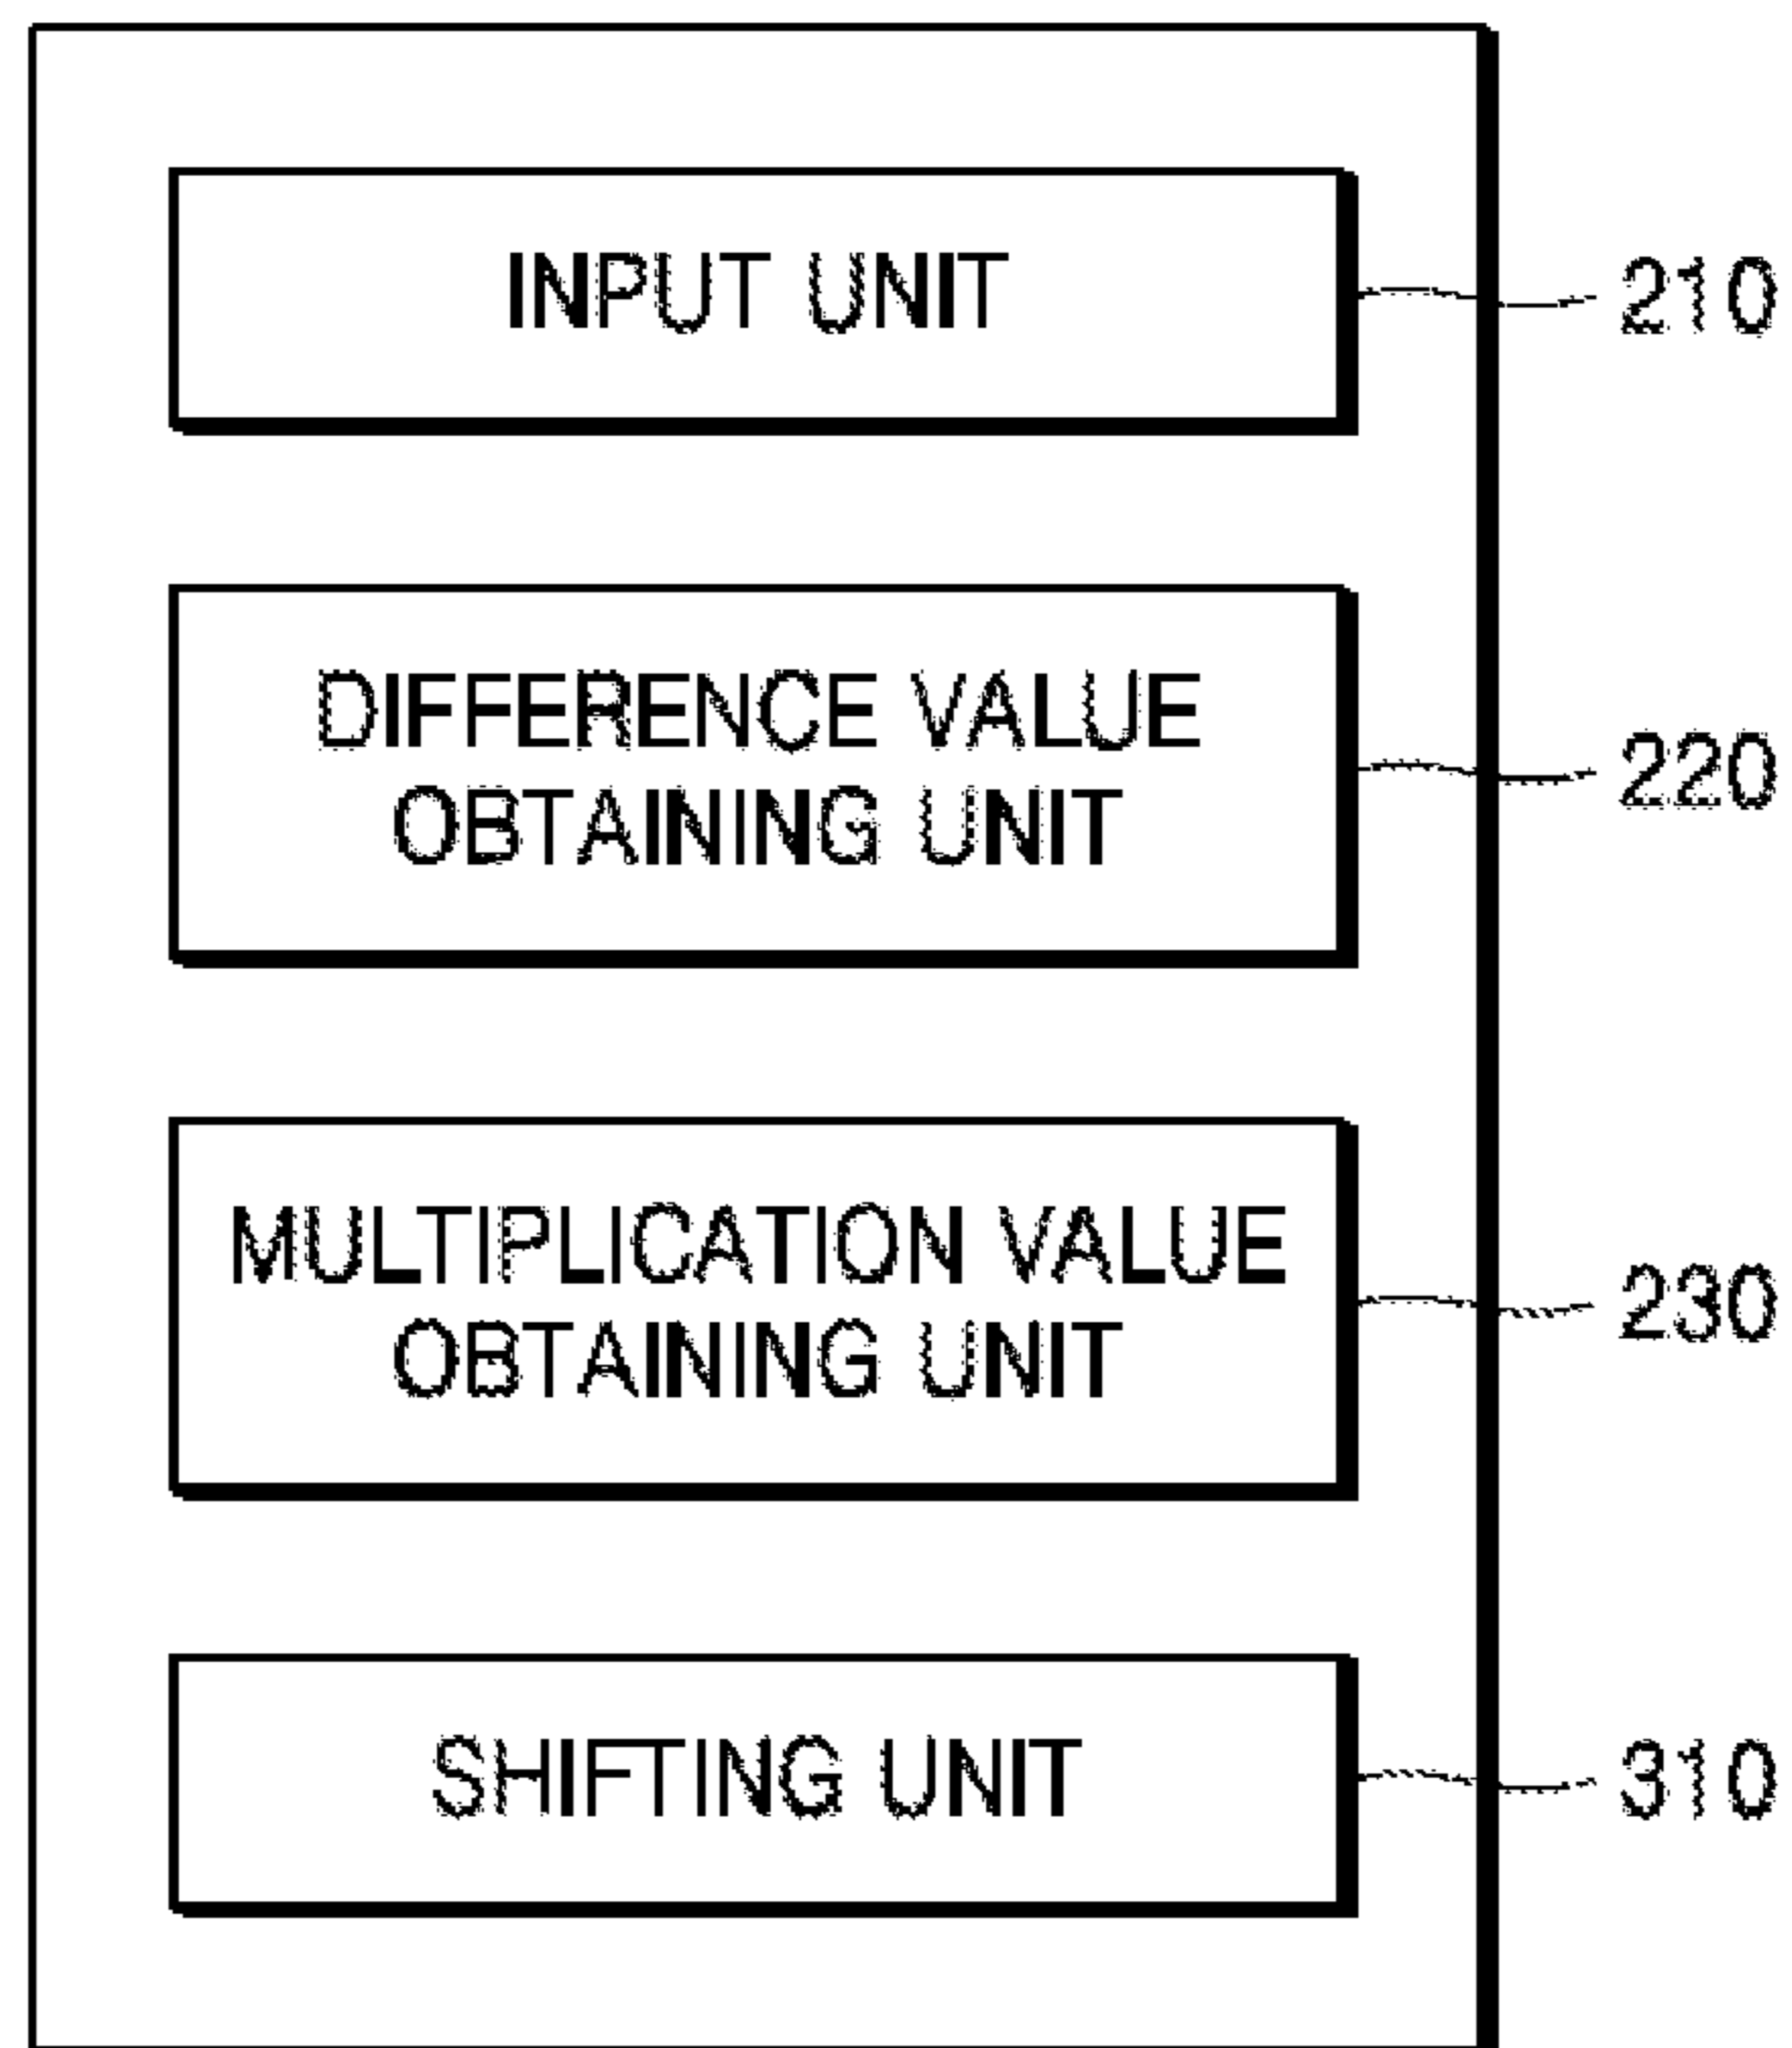 INPUT UNIT
210
DIFFERENCE VALUE
OBTAINING UNIT
220
MULTIPLICATION VALUE
OBTAINING UNIT
230
SHIFTING UNIT
310